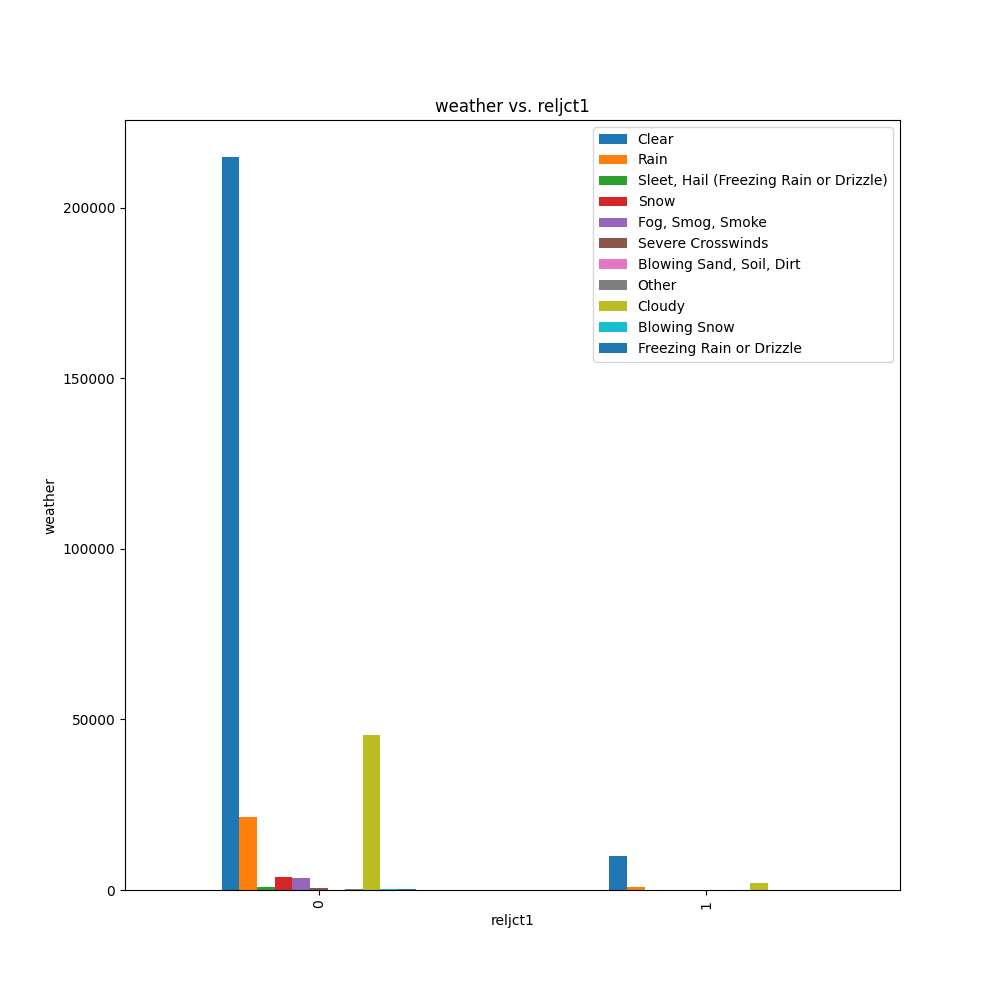 weather vs. reljct1
Clear
Rain
Sleet, Hail (Freezing Rain or Drizzle)
Snow
Fog, Smog, Smoke
Severe Crosswinds
Blowing Sand, Soil, Dirt
Other
Cloudy
Blowing Snow
Freezing Rain or Drizzle
200000
150000
100000
50000
0
weather
0
1
reljct1